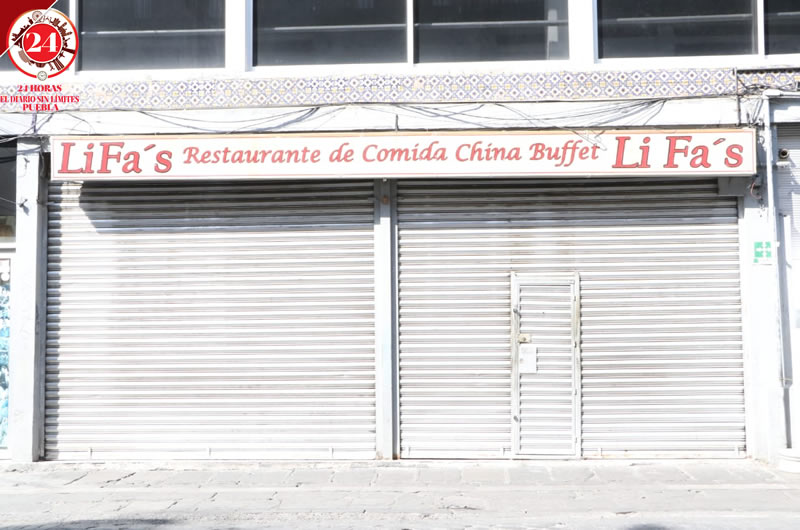 24
24 HORAS
EL DIARIO SIN LÍMITES
PUEBLA
LiFa´s Restaurante de Comida China Buffet Li Fa´s